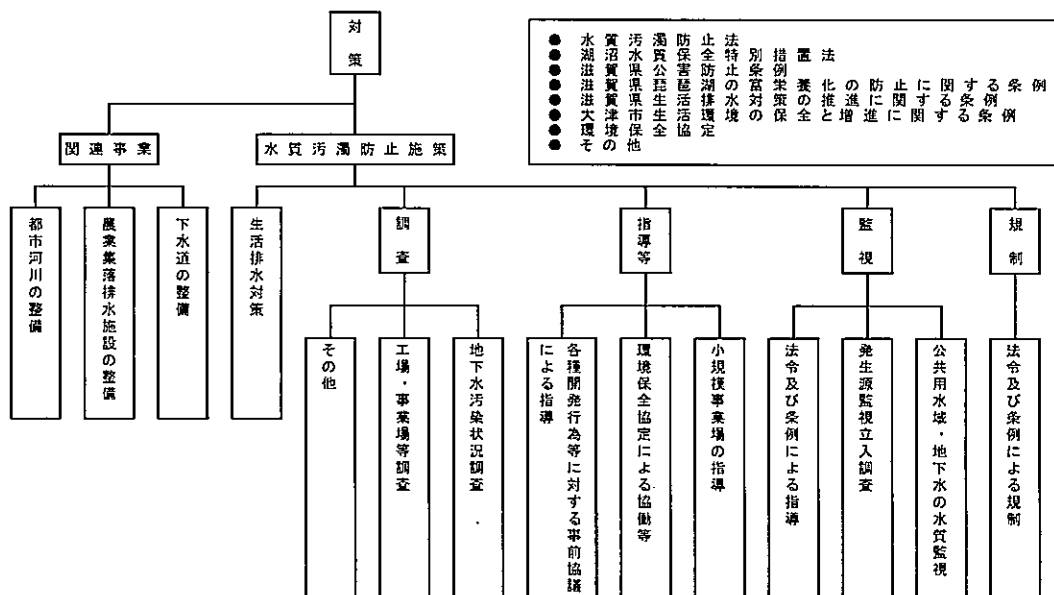 対策
● 水質汚濁防止法
● 湖沼水質保全特別措置法
● 滋賀県公害防止条例
● 滋賀県琵琶湖の富栄養化の防止に関する条例
● 滋賀県生活排水対策の推進に関する条例
● 大津市生活環境の保全と増進に関する条例
● 環境保全協定
● その他
関連事業
水質汚濁防止施策
都市河川の整備
農業集落排水施設の整備
下水道の整備
生活排水対策
調査
指導等
監視
規制
その他
工場・事業場等調査
地下水汚染状況調査
各種開発行為等に対する事前協議
による指導
環境保全協定による協働等
小規模事業場の指導
法令及び条例による指導
発生源監視立入調査
公共用水域・地下水の水質監視
法令及び条例による規制